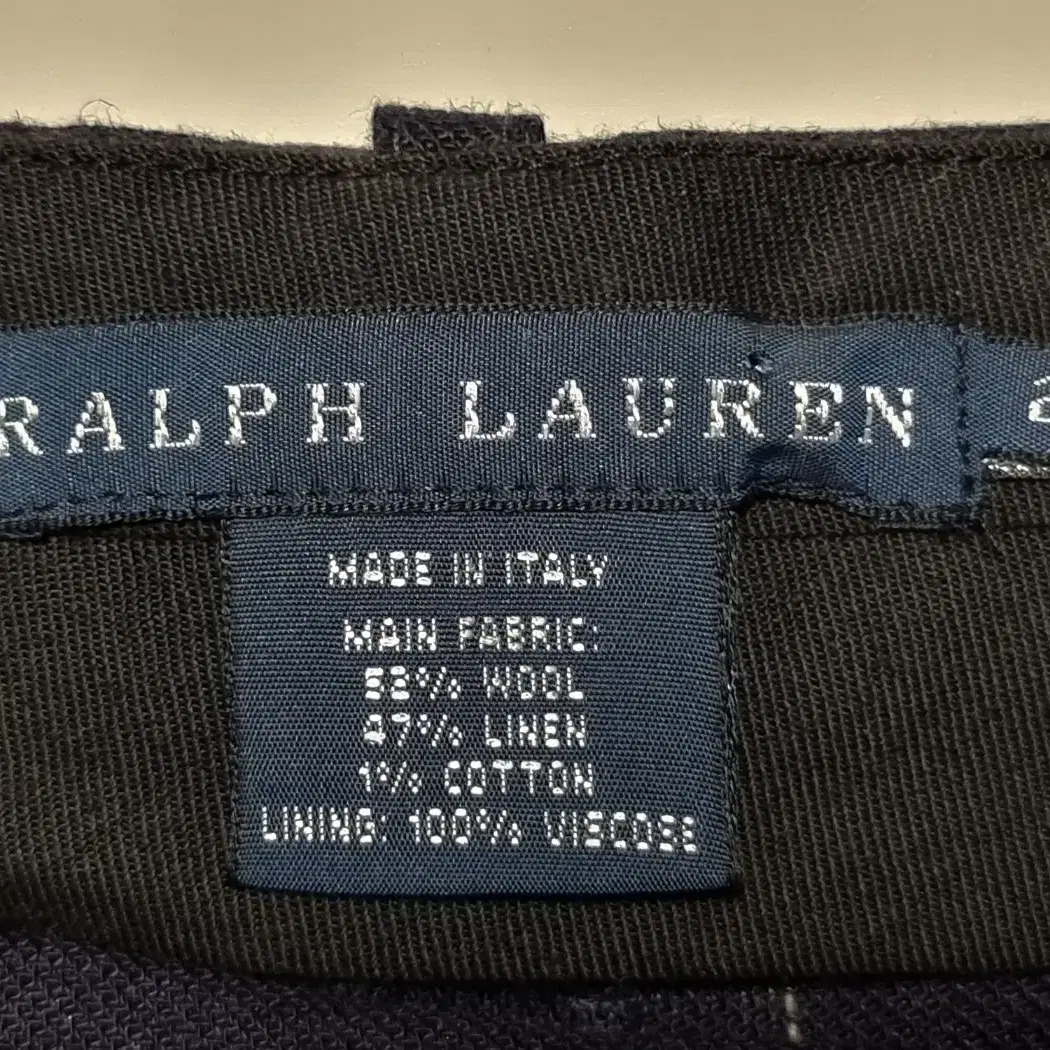 RALPH LAUREN
MADE IN ITALY
MAIN FABRIC:
52% WOOL
47% LINEN
1% COTTON
LINING: 100% VISCOSE